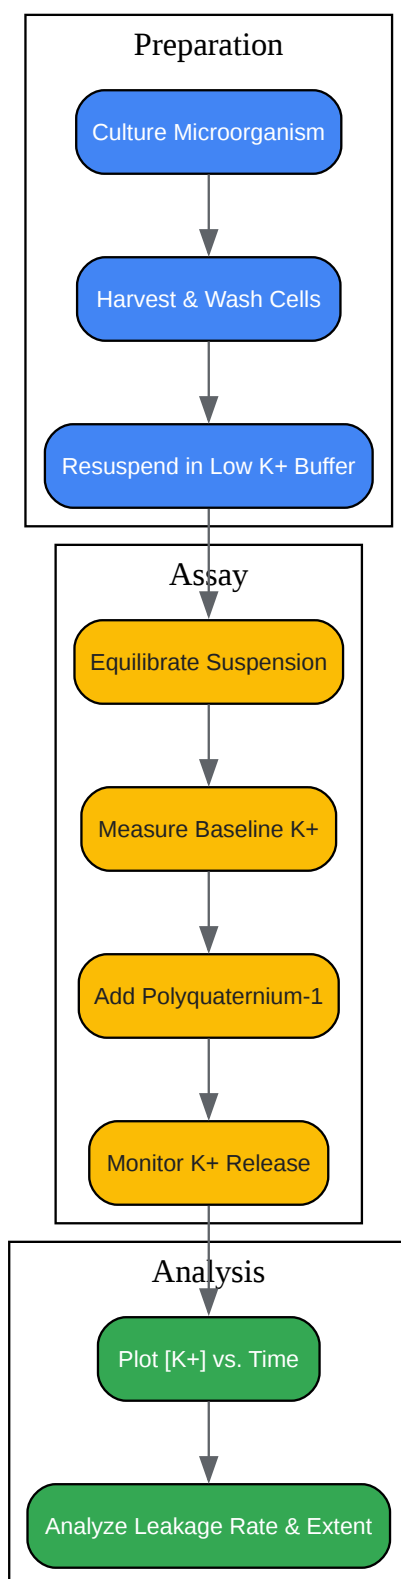 Preparation
Culture Microorganism
Harvest & Wash Cells
Resuspend in Low K+ Buffer
Assay
Equilibrate Suspension
Measure Baseline K+
Add Polyquaternium-1
Monitor K+ Release
Analysis
Plot [K+] vs. Time
Analyze Leakage Rate & Extent